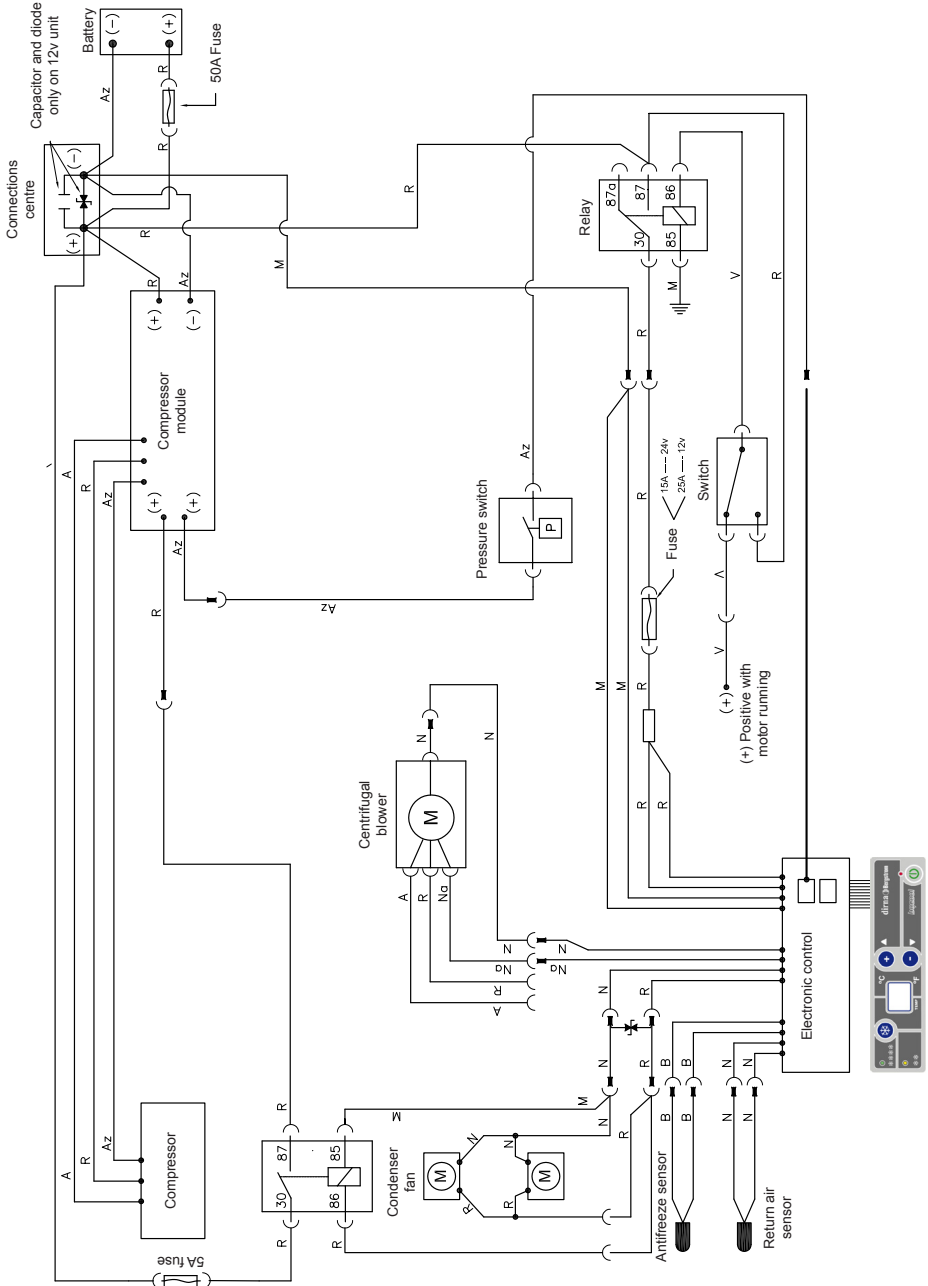 Connections
centre
Capacitor and diode
only on 12v unit
Battery
(-)
(+)
Az
R
50A Fuse
R
(+)
(-)
R
M
R
Az
(+)
(-)
Compressor
module
(+)
(+)
A
R
Az
R
Az
Az
Pressure switch
P
Az
Relay
87a
87
86
30
85
M
R
R
V
R
Fuse
15A ---- 24v
25A ---- 12v
Switch
V
V
(+) Positive with
motor running
R
R
R
R
M
M
Centrifugal
blower
M
N
N
A
R
Na
A
R
Na
N
Na
N
Electronic control
dirna Bergstrom
°C
°F
TEMP
+
-
Compressor
A
R
Az
5A fuse
R
R
30
87
86
85
R
R
M
M
Condenser
fan
M
M
N
R
N
R
N
R
N
R
N
R
Antifreeze sensor
B
B
B
B
Return air
sensor
N
N
N
N